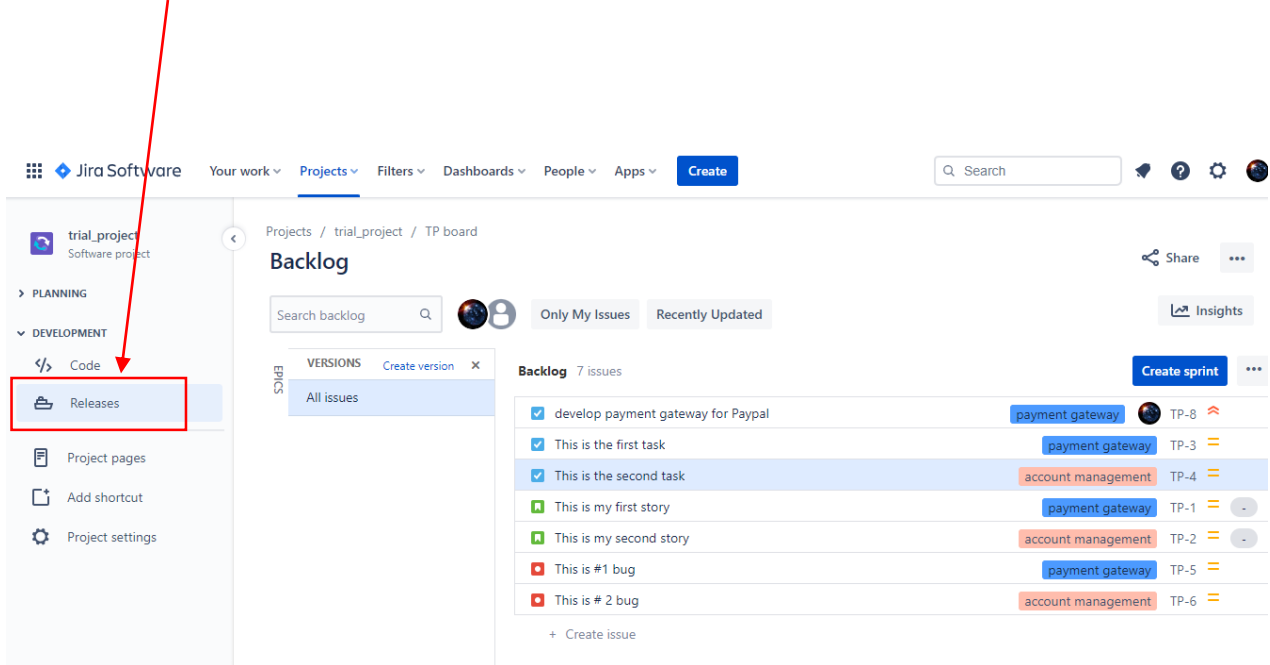 Jira Software Your work Projects Filters Dashboards People Apps Create Search
trial_project
Software project
PLANNING
DEVELOPMENT
Code
Releases
Project pages
Add shortcut
Project settings
Projects / trial_project / TP board
Backlog
Share
Search backlog Only My Issues Recently Updated Insights
EPICS
VERSIONS Create version
All issues
Backlog 7 issues Create sprint
develop payment gateway for Paypal payment gateway TP-8
This is the first task payment gateway TP-3
This is the second task account management TP-4
This is my first story payment gateway TP-1 -
This is my second story account management TP-2 -
This is #1 bug payment gateway TP-5
This is # 2 bug account management TP-6
+ Create issue